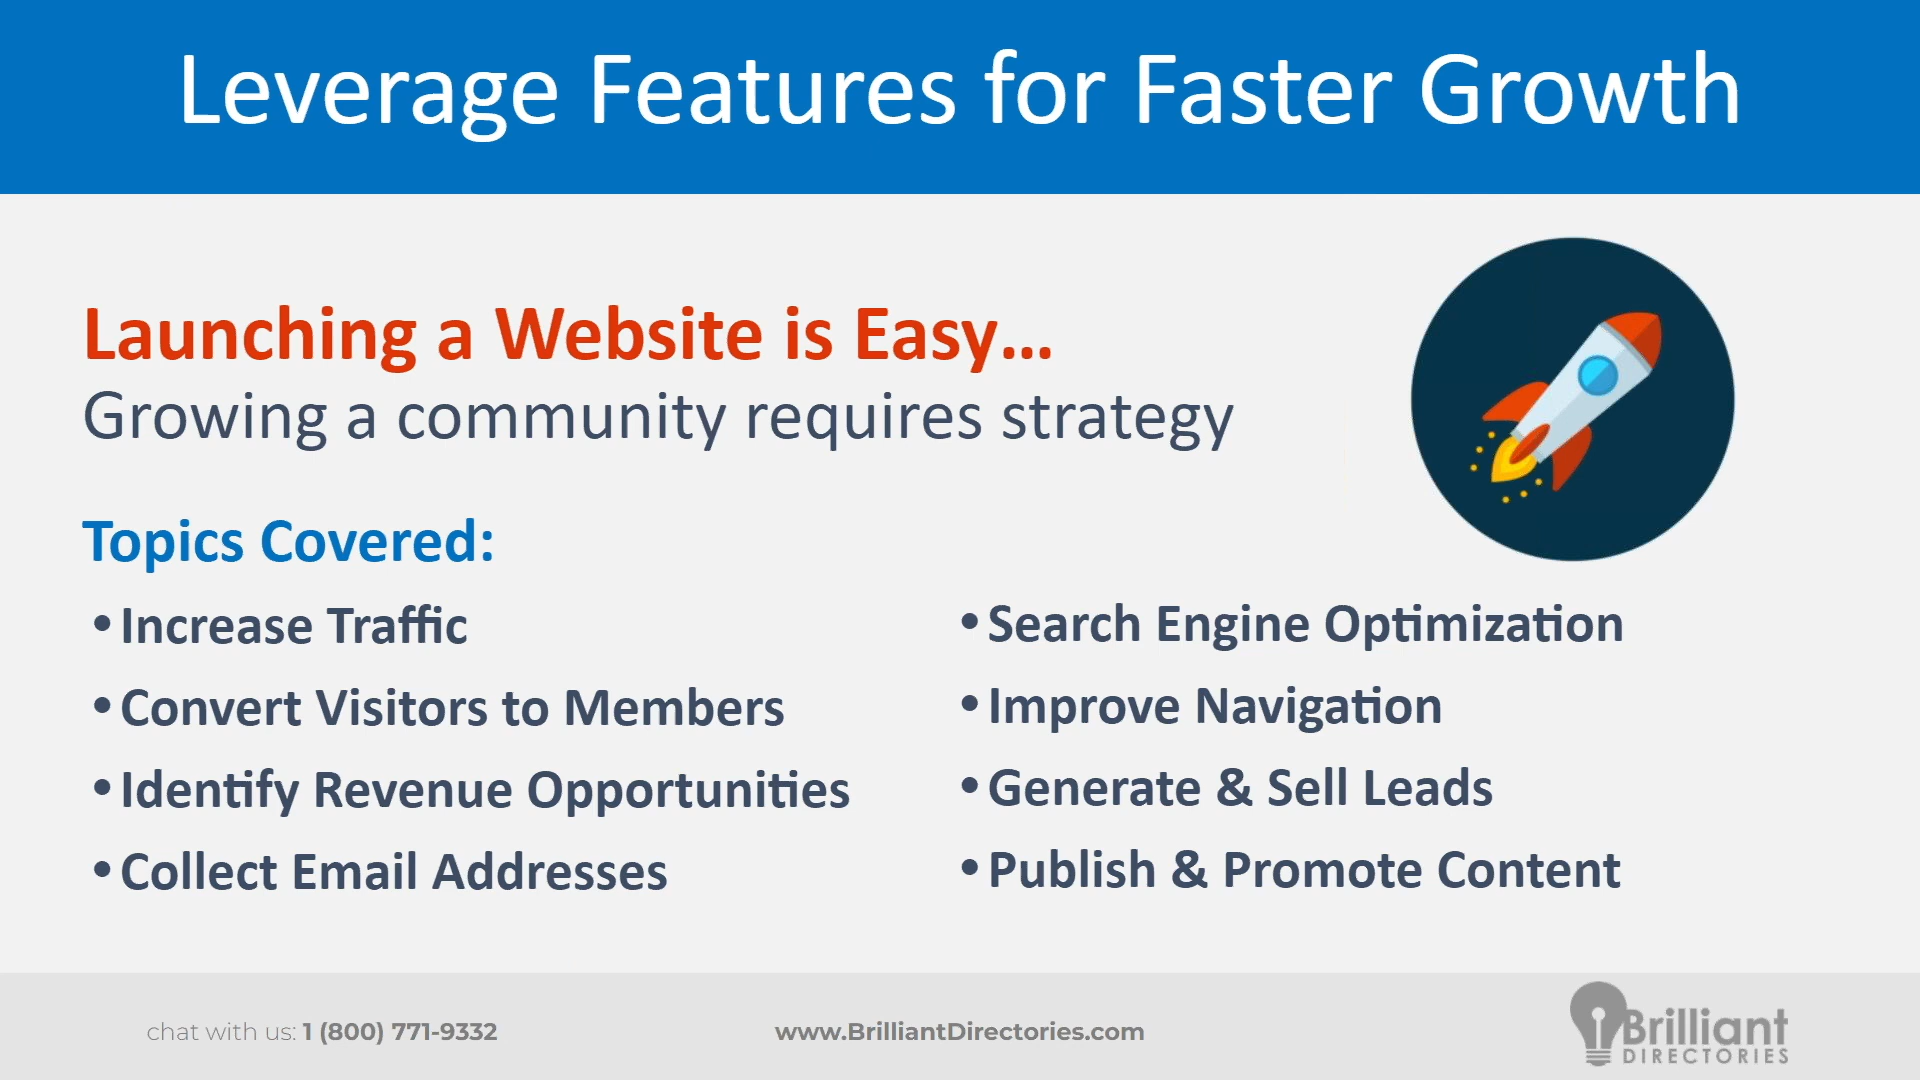 Leverage Features for Faster Growth
Launching a Website is Easy...
Growing a community requires strategy
Topics Covered:
•Increase Traffic
•Convert Visitors to Members
•Identify Revenue Opportunities
•Collect Email Addresses
•Search Engine Optimization
•Improve Navigation
•Generate & Sell Leads
•Publish & Promote Content
chat with us: 1 (800) 771-9332
www.BrilliantDirectories.com
Brilliant
DIRECTORIES